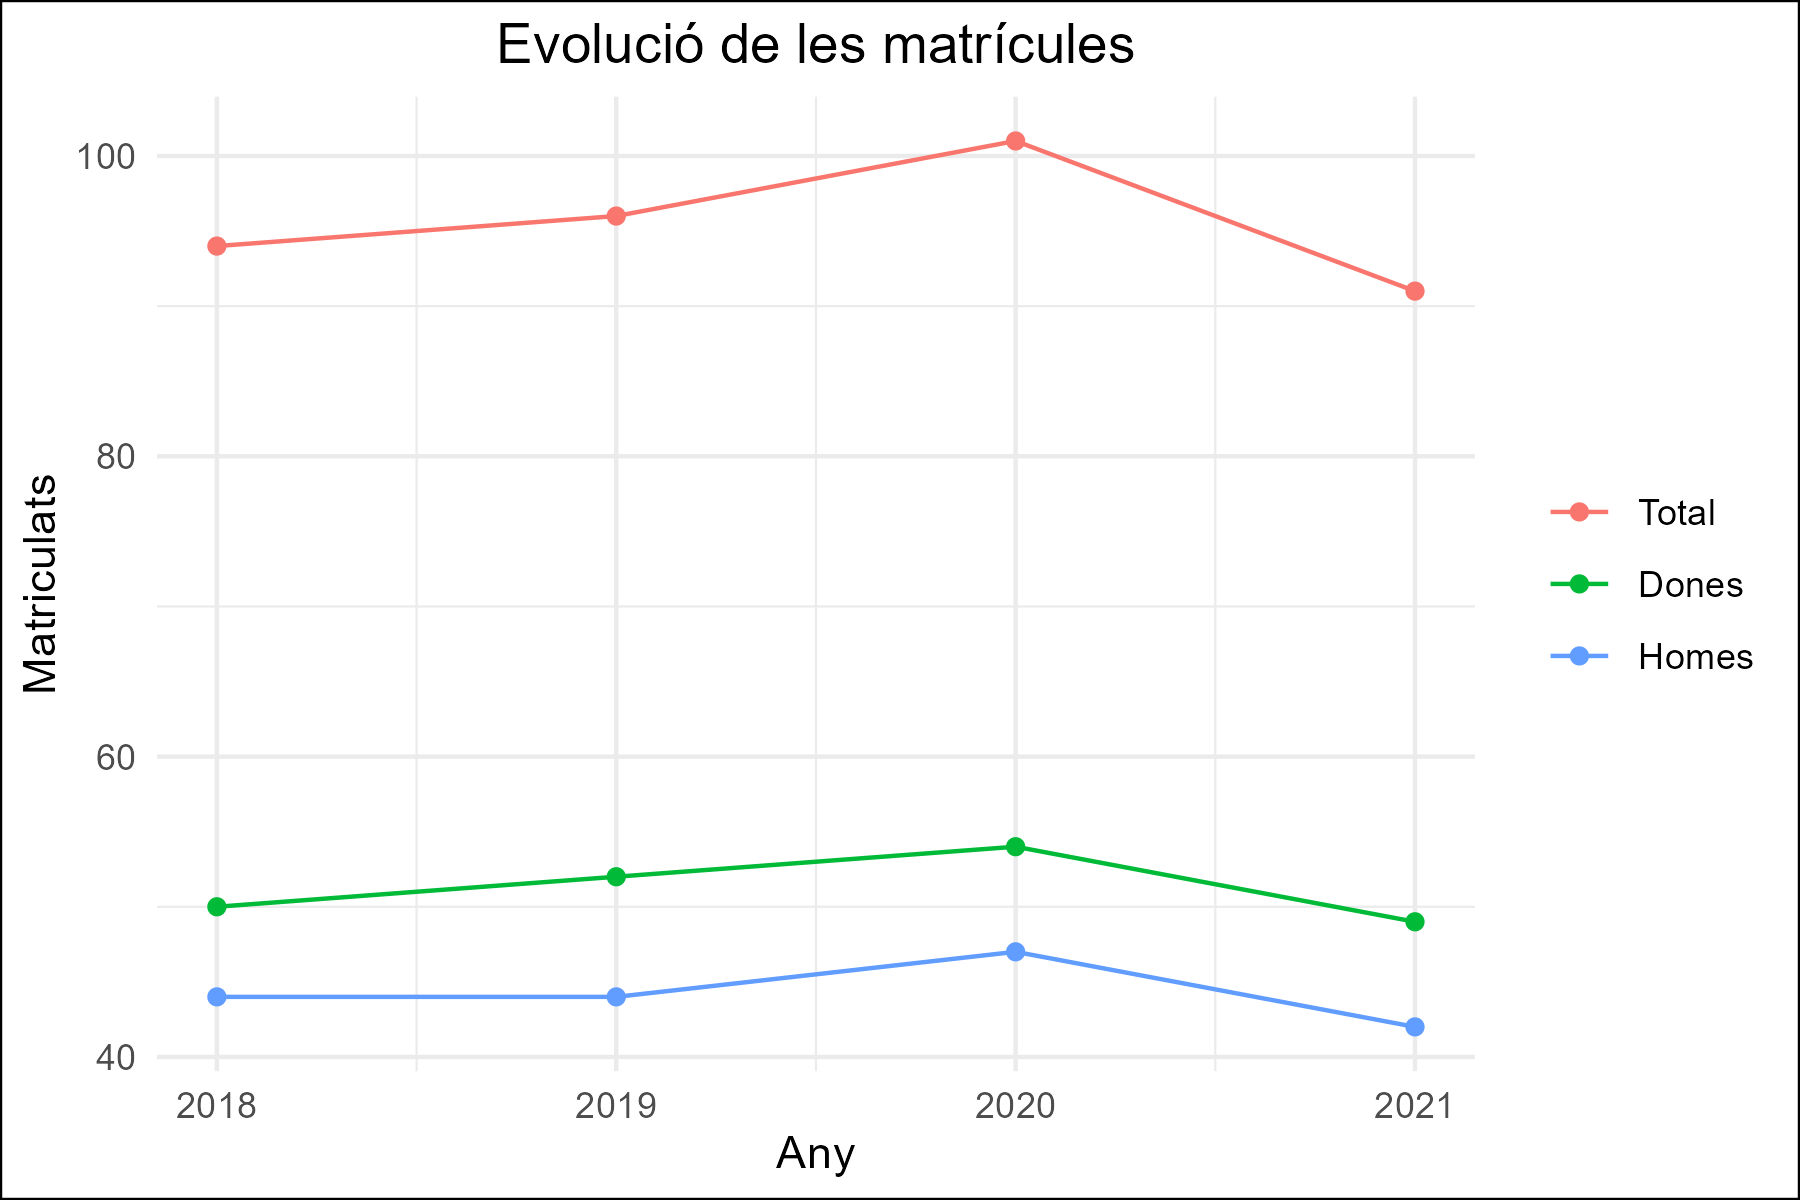 Evolució de les matrícules
100
80
60
40
Matriculats
2018 2019 2020 2021
Any
Total
Dones
Homes